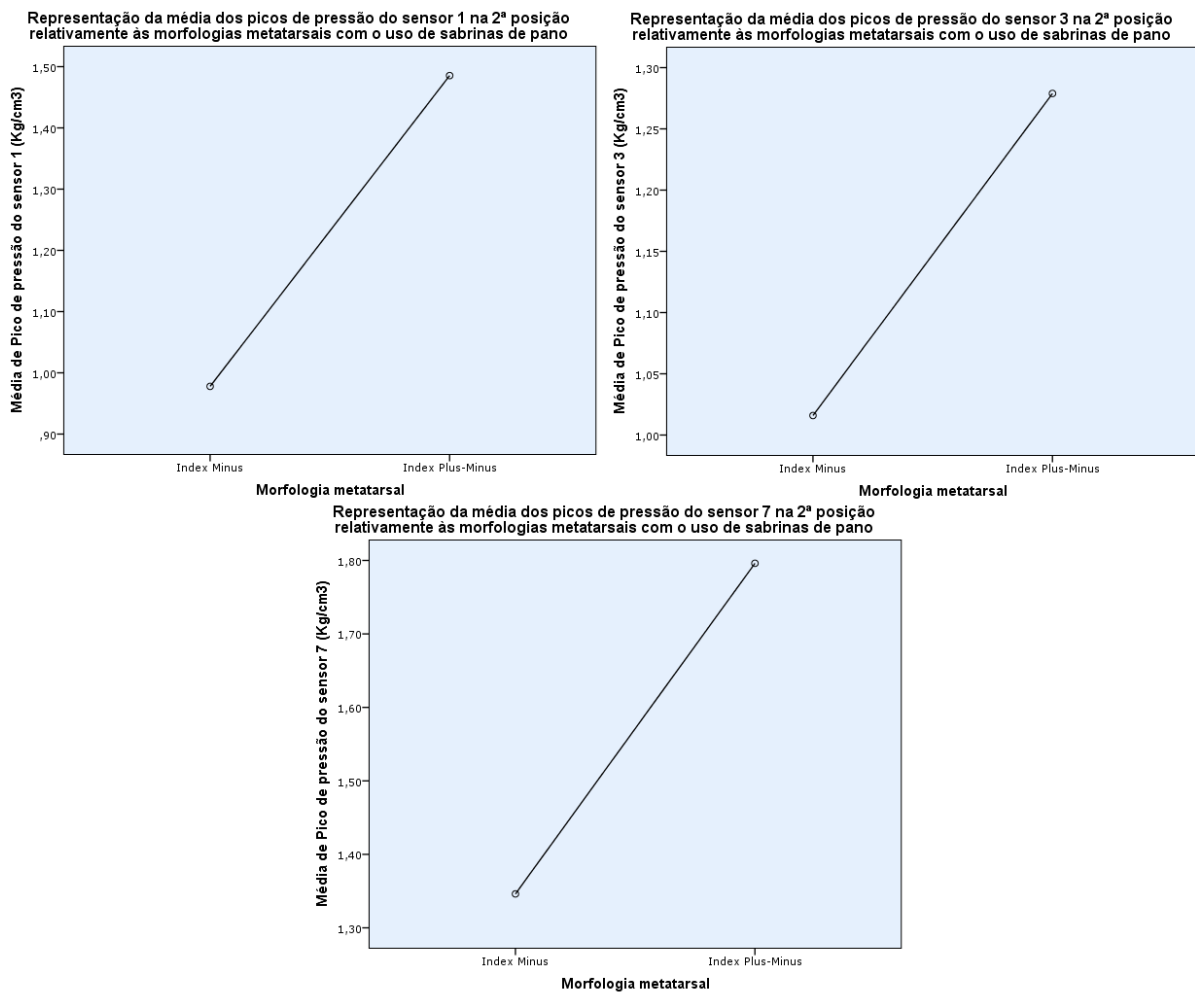 Representação da média dos picos de pressão do sensor 1 na 2ª posição
relativamente às morfologias metatarsais com o uso de sabrinas de pano
Média de Pico de pressão do sensor 1 (Kg/cm3)
1,50
1,40
1,30
1,20
1,10
1,00
,90
Index Minus
Index Plus-Minus
Morfologia metatarsal
Representação da média dos picos de pressão do sensor 3 na 2ª posição
relativamente às morfologias metatarsais com o uso de sabrinas de pano
Média de Pico de pressão do sensor 3 (Kg/cm3)
1,30
1,25
1,20
1,15
1,10
1,05
1,00
Index Minus
Index Plus-Minus
Morfologia metatarsal
Representação da média dos picos de pressão do sensor 7 na 2ª posição
relativamente às morfologias metatarsais com o uso de sabrinas de pano
Média de Pico de pressão do sensor 7 (Kg/cm3)
1,80
1,70
1,60
1,50
1,40
1,30
Index Minus
Index Plus-Minus
Morfologia metatarsal